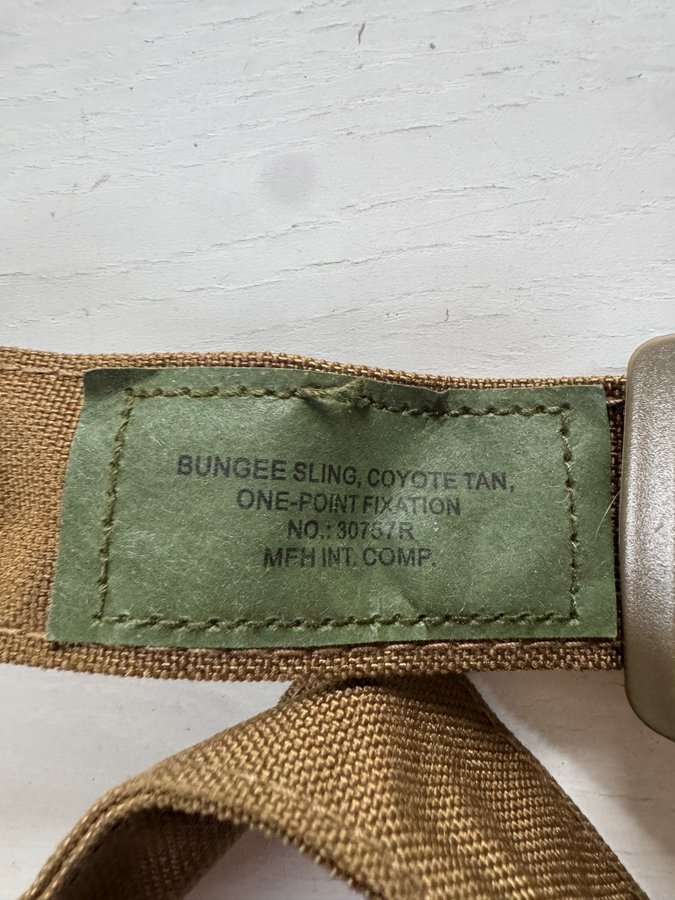 BUNGEE SLING, COYOTE TAN,
ONE-POINT FIXATION
NO.: 30757R
MFH INT. COMP.